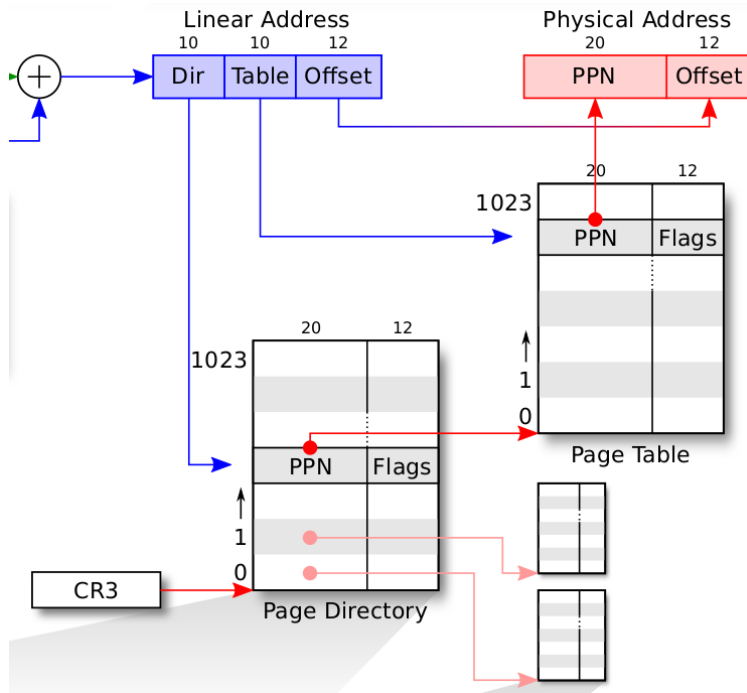 Linear Address
Physical Address
10 10 12
20 12
Dir Table Offset
PPN Offset
20 12
1023
PPN Flags
20 12
1023
1
0
Page Table
PPN Flags
1
0
CR3
Page Directory